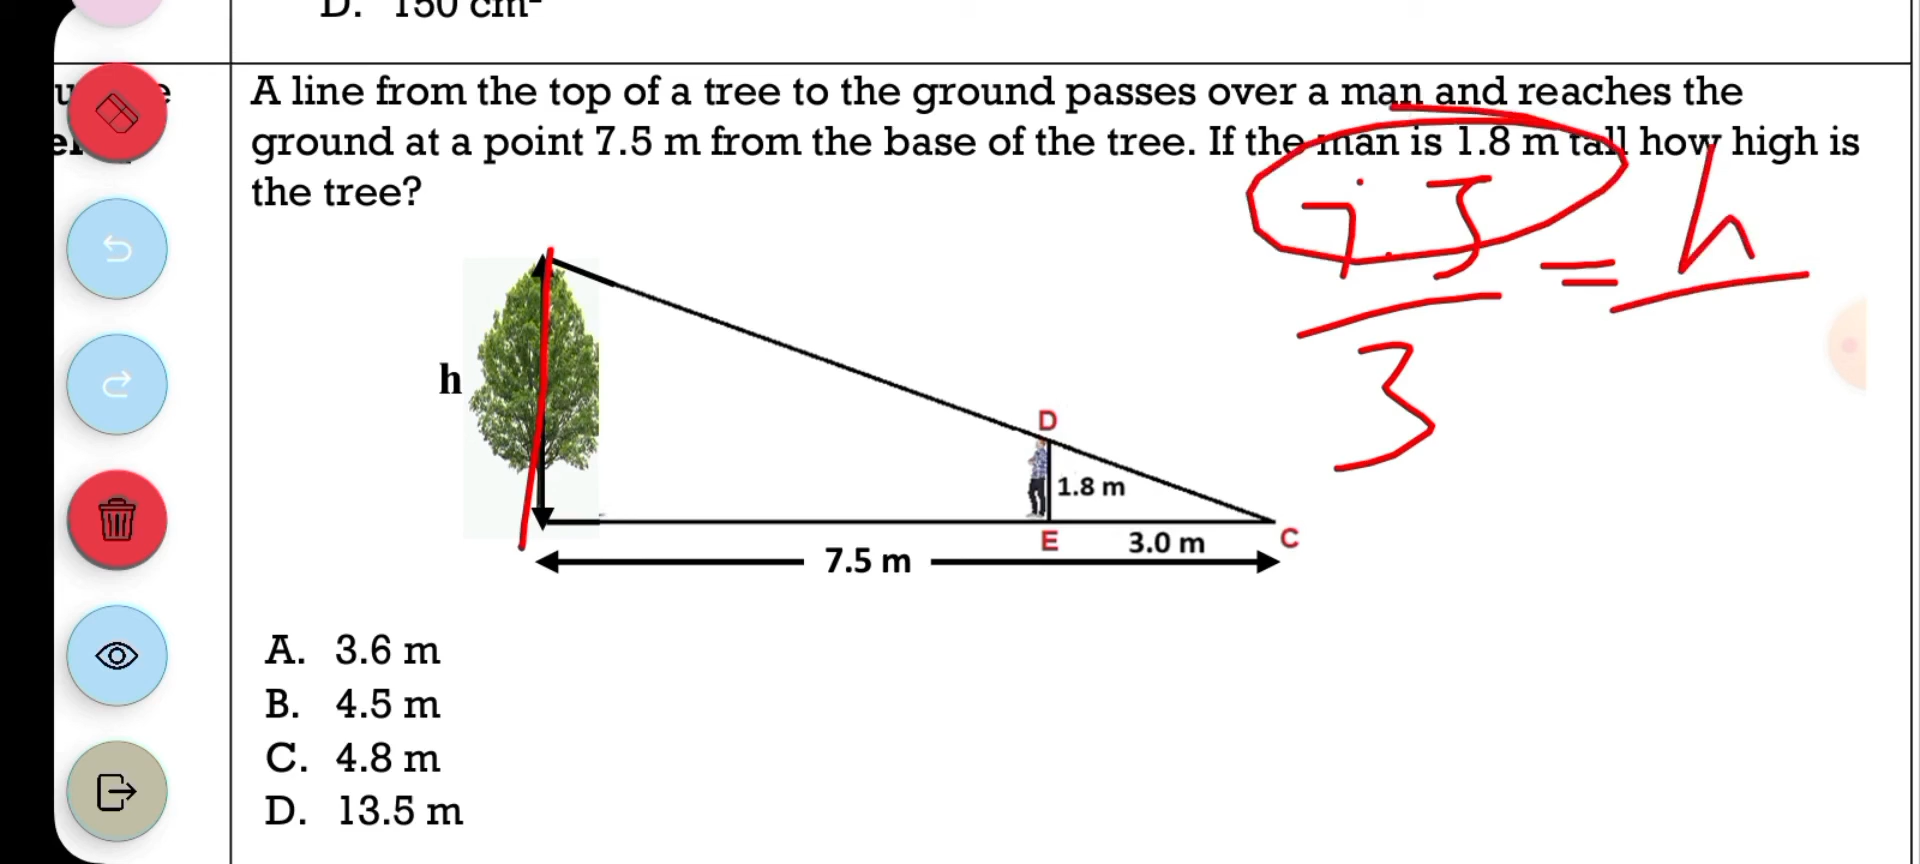 D. 150 cm²
A line from the top of a tree to the ground passes over a man and reaches the
ground at a point 7.5 m from the base of the tree. If the man is 1.8 m tall how high is
the tree?
7.5
= h
3
h
D
1.8 m
E
3.0 m
C
7.5 m
A. 3.6 m
B. 4.5 m
C. 4.8 m
D. 13.5 m